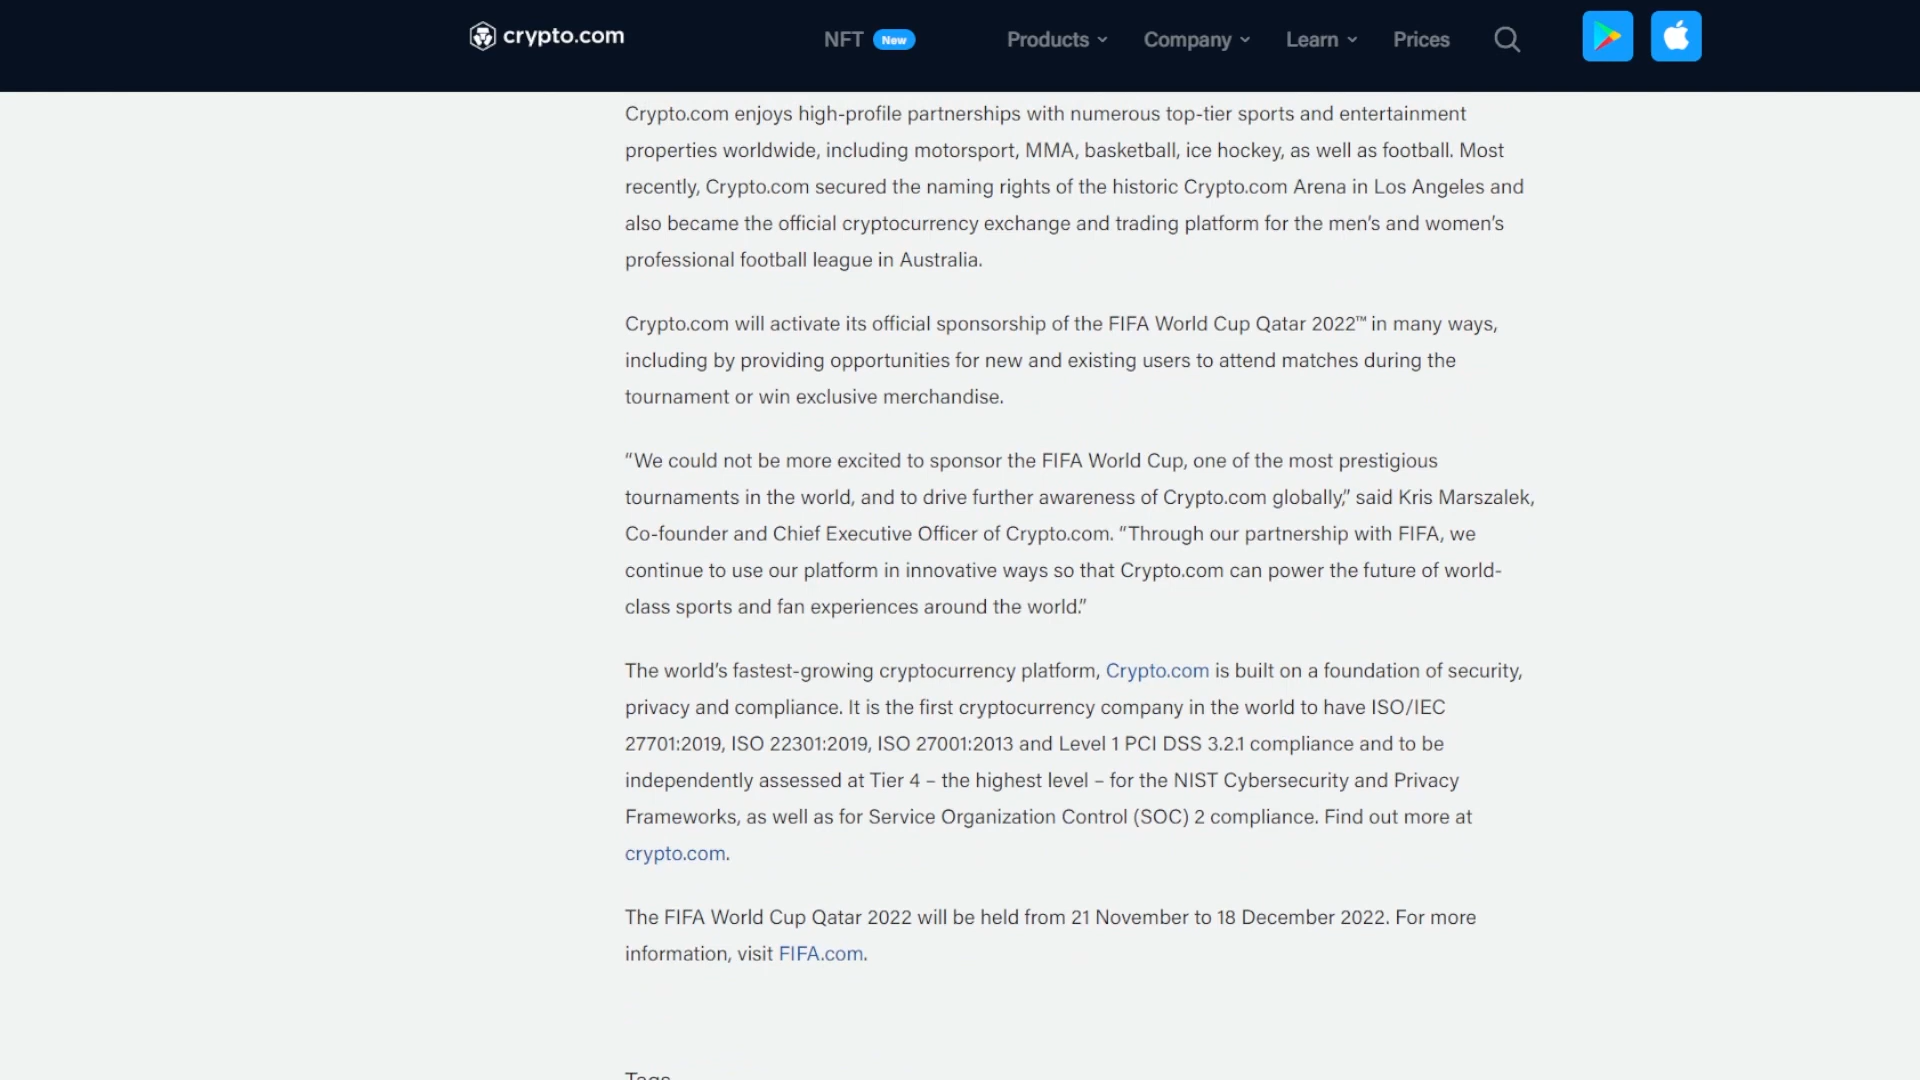 crypto.com
NFT New Products Company Learn Prices
Crypto.com enjoys high-profile partnerships with numerous top-tier sports and entertainment
properties worldwide, including motorsport, MMA, basketball, ice hockey, as well as football. Most
recently, Crypto.com secured the naming rights of the historic Crypto.com Arena in Los Angeles and
also became the official cryptocurrency exchange and trading platform for the men’s and women’s
professional football league in Australia.
Crypto.com will activate its official sponsorship of the FIFA World Cup Qatar 2022™ in many ways,
including by providing opportunities for new and existing users to attend matches during the
tournament or win exclusive merchandise.
“We could not be more excited to sponsor the FIFA World Cup, one of the most prestigious
tournaments in the world, and to drive further awareness of Crypto.com globally,” said Kris Marszalek,
Co-founder and Chief Executive Officer of Crypto.com. “Through our partnership with FIFA, we
continue to use our platform in innovative ways so that Crypto.com can power the future of world-
class sports and fan experiences around the world.”
The world’s fastest-growing cryptocurrency platform, Crypto.com is built on a foundation of security,
privacy and compliance. It is the first cryptocurrency company in the world to have ISO/IEC
27701:2019, ISO 22301:2019, ISO 27001:2013 and Level 1 PCI DSS 3.2.1 compliance and to be
independently assessed at Tier 4 – the highest level – for the NIST Cybersecurity and Privacy
Frameworks, as well as for Service Organization Control (SOC) 2 compliance. Find out more at
crypto.com.
The FIFA World Cup Qatar 2022 will be held from 21 November to 18 December 2022. For more
information, visit FIFA.com.
Tags